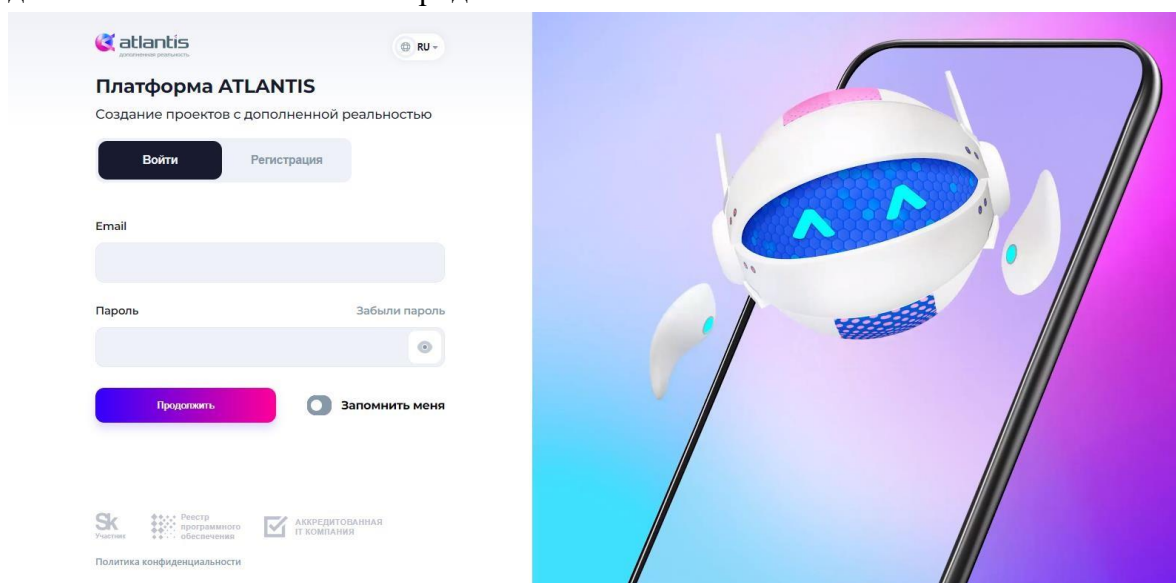 atlantis
дополненная реальность
RU
Платформа ATLANTIS
Создание проектов с дополненной реальностью
Войти
Регистрация
Email
Пароль
Забыли пароль
Продолжить
Запомнить меня
Sk
Участник
Реестр
программного
обеспечения
АККРЕДИТОВАННАЯ
IT КОМПАНИЯ
Политика конфиденциальности